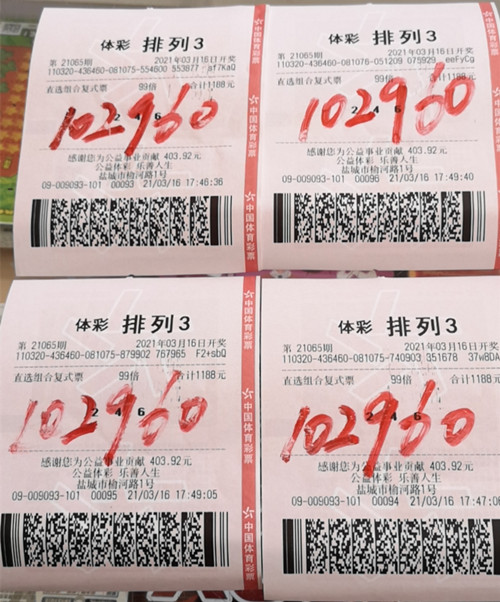 体彩 排列3
第 21065期 2021年03月16日开奖
110320-436460-081075-554600 553677 gf7KaQ
直选组合复式票 99倍 合计1188元
2 4 6
102960
感谢您为公益事业贡献 403.92元
公益体彩 乐善人生
盐城市榆河路1号
09-009093-101 00093 21/03/16 17:46:36
体彩 排列3
第 21065期 2021年03月16日开奖
110320-436460-081076-051209 075929 eeFyCg
直选组合复式票 99倍 合计1188元
2 4 6
102960
感谢您为公益事业贡献 403.92元
公益体彩 乐善人生
盐城市榆河路1号
09-009093-101 00096 21/03/16 17:49:40
中国体育彩票
中国体育彩票
体彩 排列3
第 21065期 2021年03月16日开奖
110320-436460-081075-879902 767965 F2+sbQ
直选组合复式票 99倍 合计1188元
2 4 6
102960
感谢您为公益事业贡献 403.92元
公益体彩 乐善人生
盐城市榆河路1号
09-009093-101 00095 21/03/16 17:49:05
体彩 排列3
第 21065期 2021年03月16日开奖
110320-436460-081075-740903 351678 37w8DA
直选组合复式票 99倍 合计1188元
4 6
102960
感谢您为公益事业贡献 403.92元
公益体彩 乐善人生
盐城市榆河路1号
09-009093-101 00094 21/03/16 17:47:06
中国体育彩票
中国体育彩票
中国体育彩票